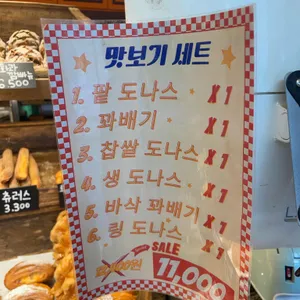 맛보기 세트
1. 팥 도나스 X1
2. 꽈배기 X1
3. 찹쌀 도나스 X1
4. 생 도나스 X1
5. 바삭 꽈배기 X1
6. 링 도나스 X1
SALE
11,000
500
츄러스
3.300